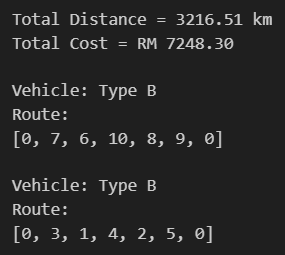 Total Distance = 3216.51 km
Total Cost = RM 7248.30
Vehicle: Type B
Route:
[0, 7, 6, 10, 8, 9, 0]
Vehicle: Type B
Route:
[0, 3, 1, 4, 2, 5, 0]